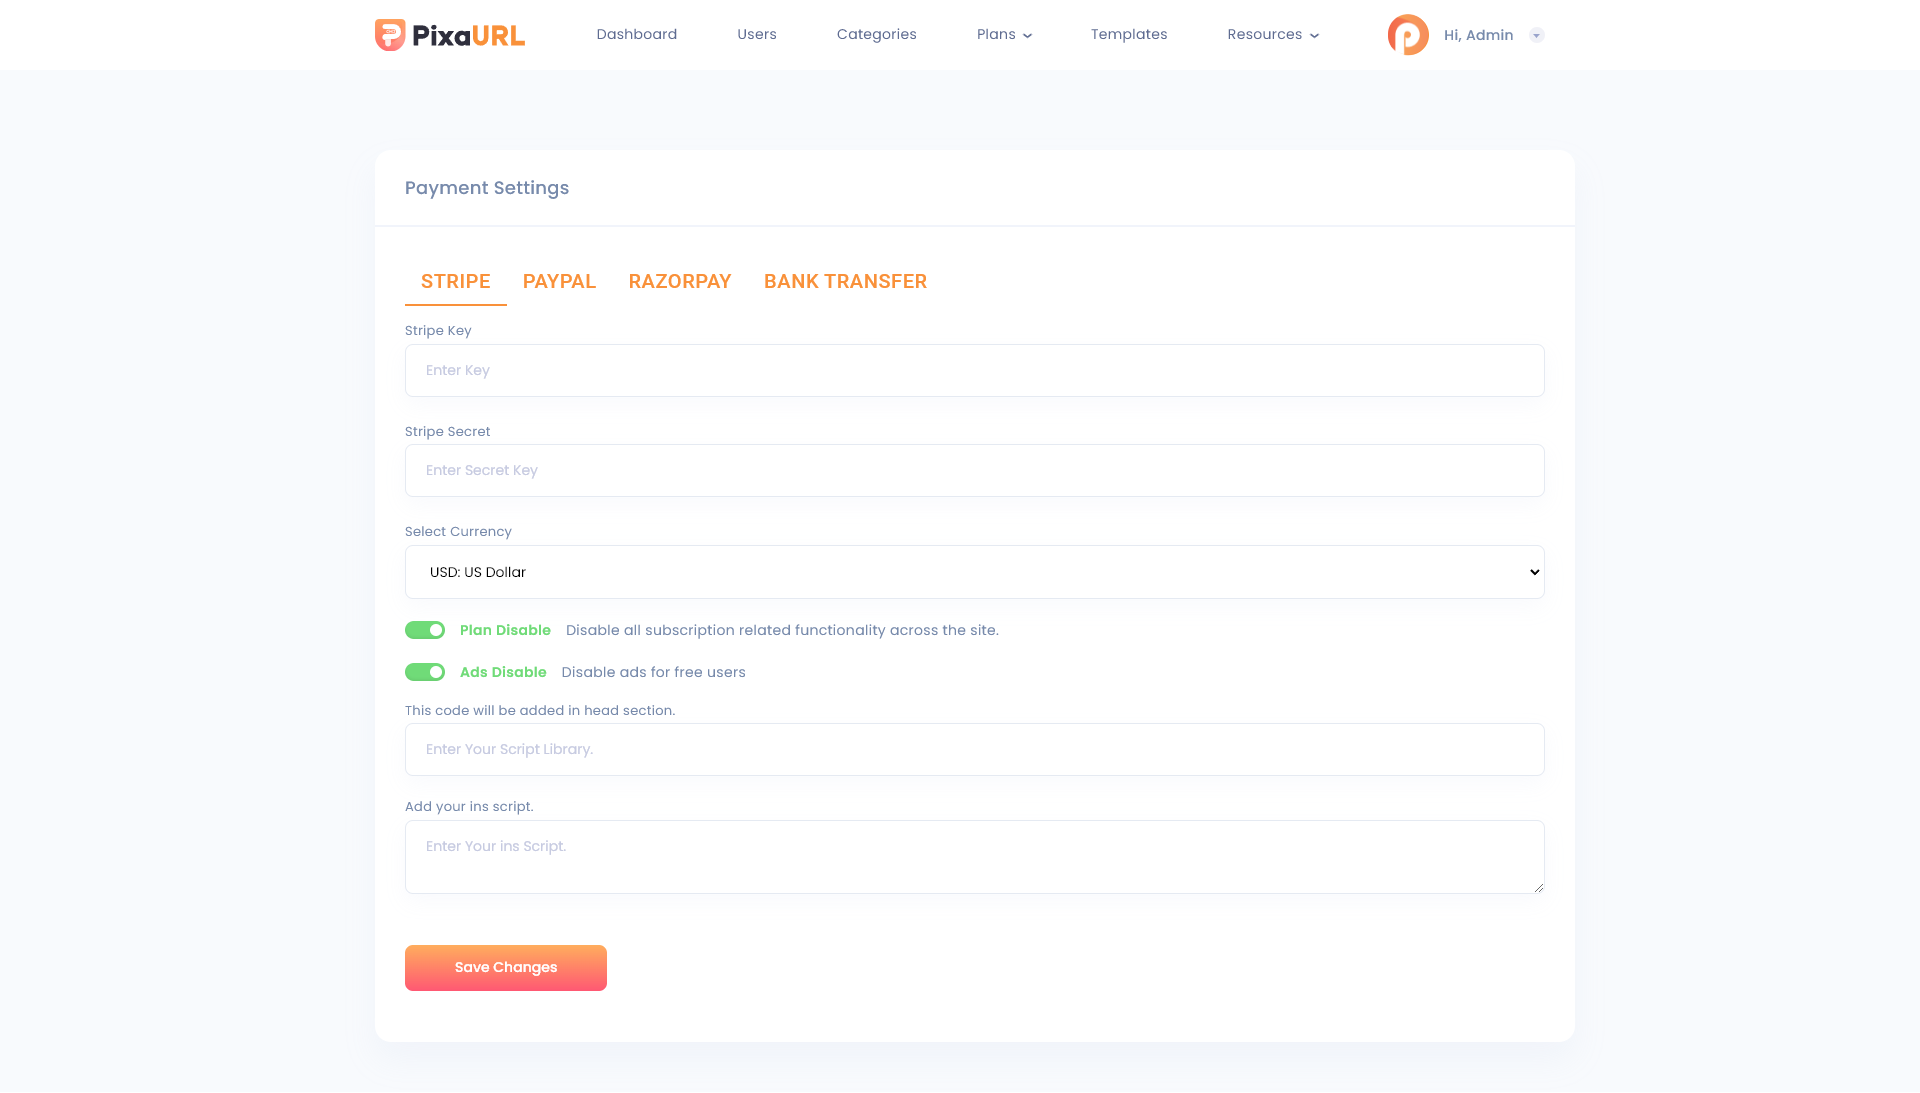 PixaURL Dashboard Users Categories Plans Templates Resources Hi, Admin
Payment Settings
STRIPE PAYPAL RAZORPAY BANK TRANSFER
Stripe Key
Enter Key
Stripe Secret
Enter Secret Key
Select Currency
USD: US Dollar
Plan Disable Disable all subscription related functionality across the site.
Ads Disable Disable ads for free users
This code will be added in head section.
Enter Your Script Library.
Add your ins script.
Enter Your ins Script.
Save Changes